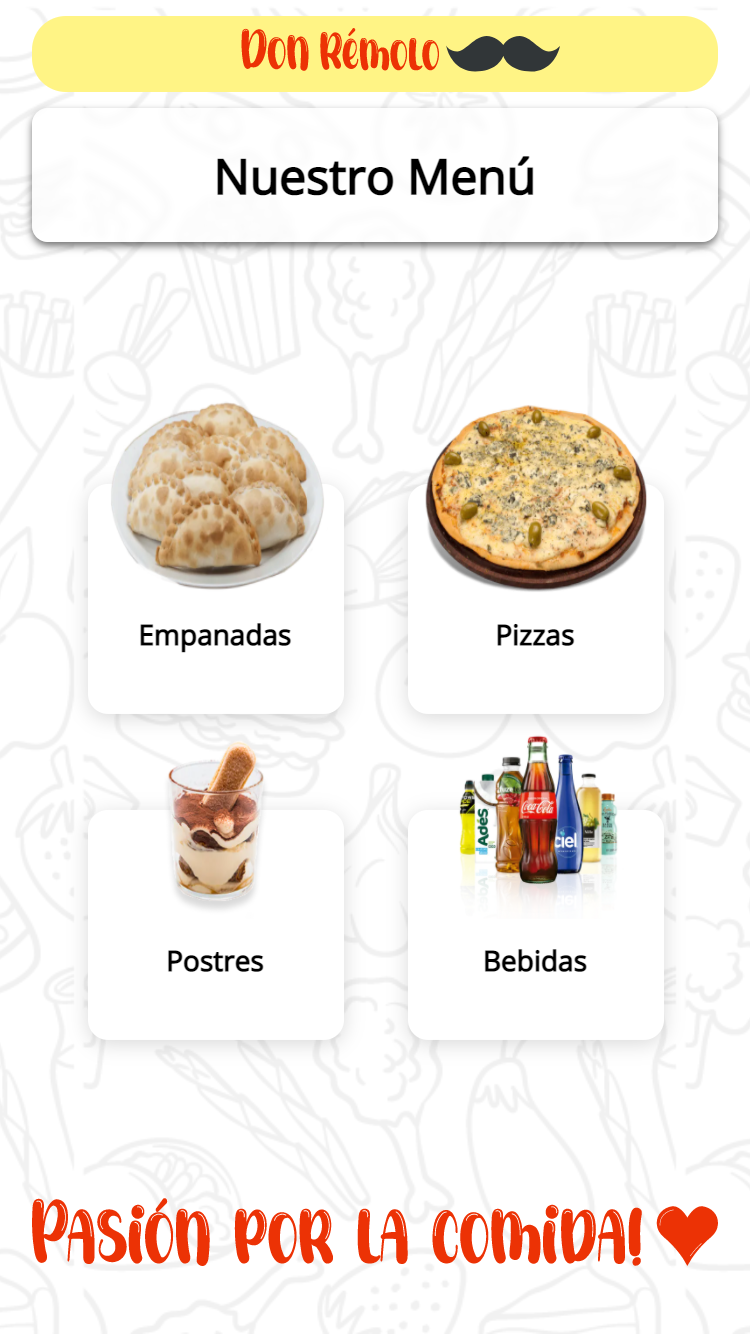 Don Rémolo
Nuestro Menú
Empanadas
Pizzas
Postres
Bebidas
AdeS
Coca-Cola
ciel
Pasión por la comida!